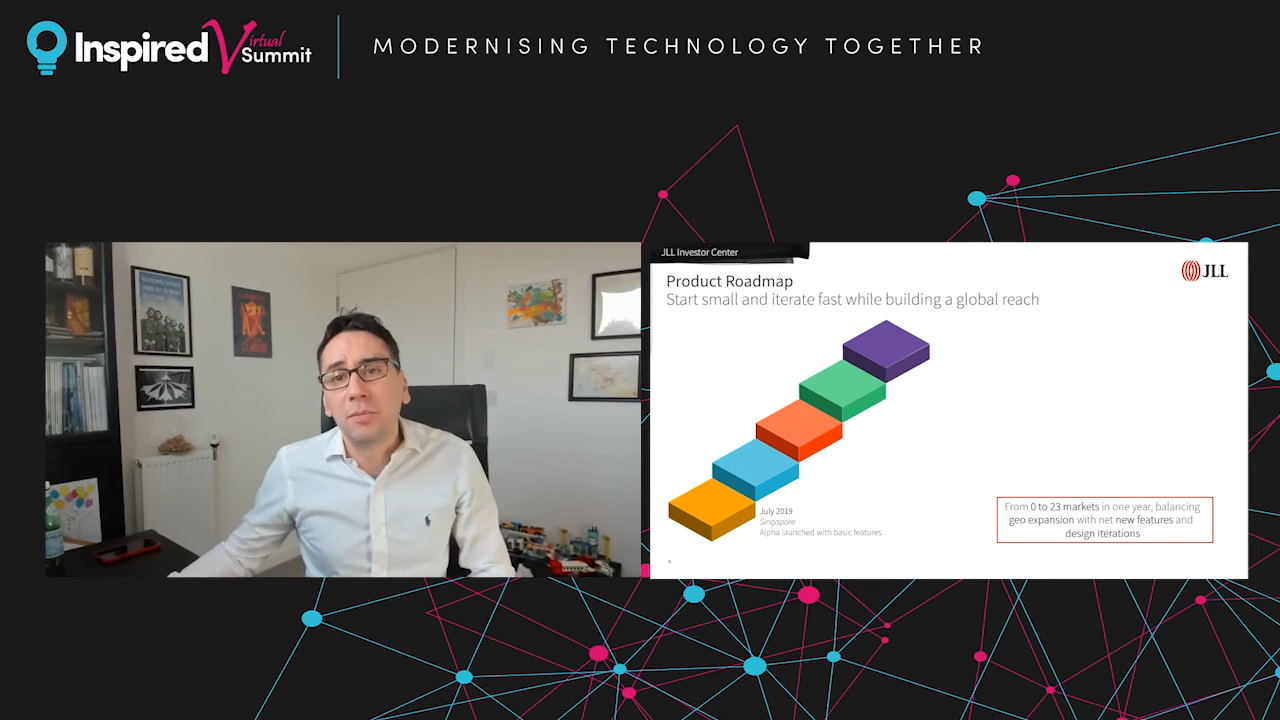 Inspired Virtual Summit
MODERNISING TECHNOLOGY TOGETHER
JLL Investor Center
JLL
Product Roadmap
Start small and iterate fast while building a global reach
July 2019
Singapore
Alpha launched with basic features
From 0 to 23 markets in one year, balancing
geo expansion with net new features and
design iterations